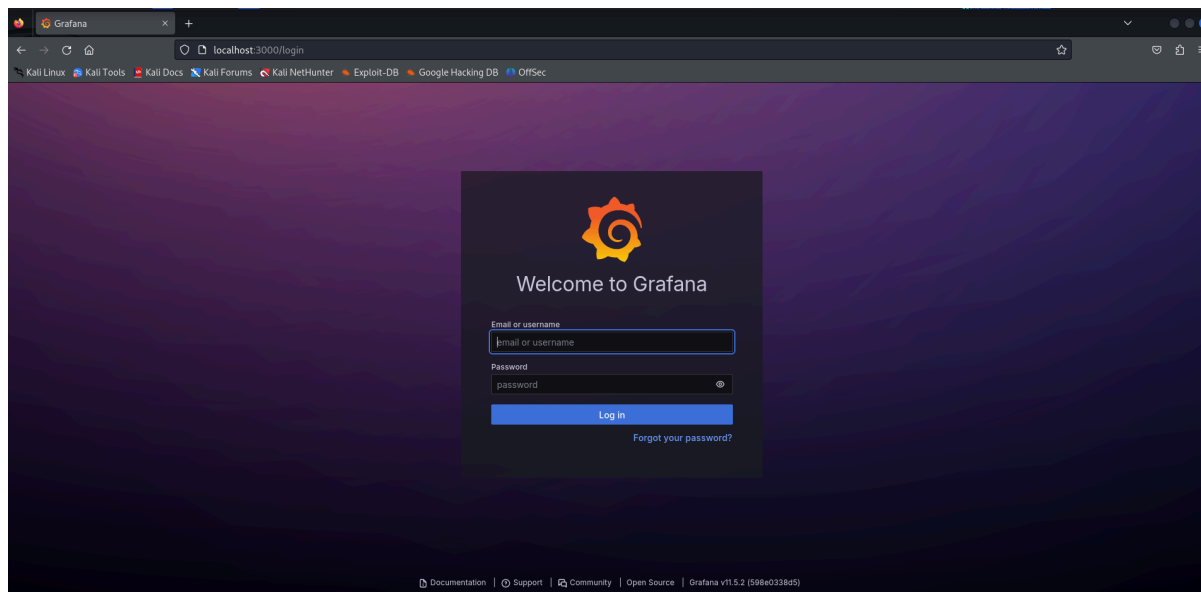 Grafana
localhost:3000/login
Kali Linux Kali Tools Kali Docs Kali Forums Kali NetHunter Exploit-DB Google Hacking DB OffSec
Welcome to Grafana
Email or username
email or username
Password
password
Log in
Forgot your password?
Documentation | Support | Community | Open Source | Grafana v11.5.2 (598e0338d5)